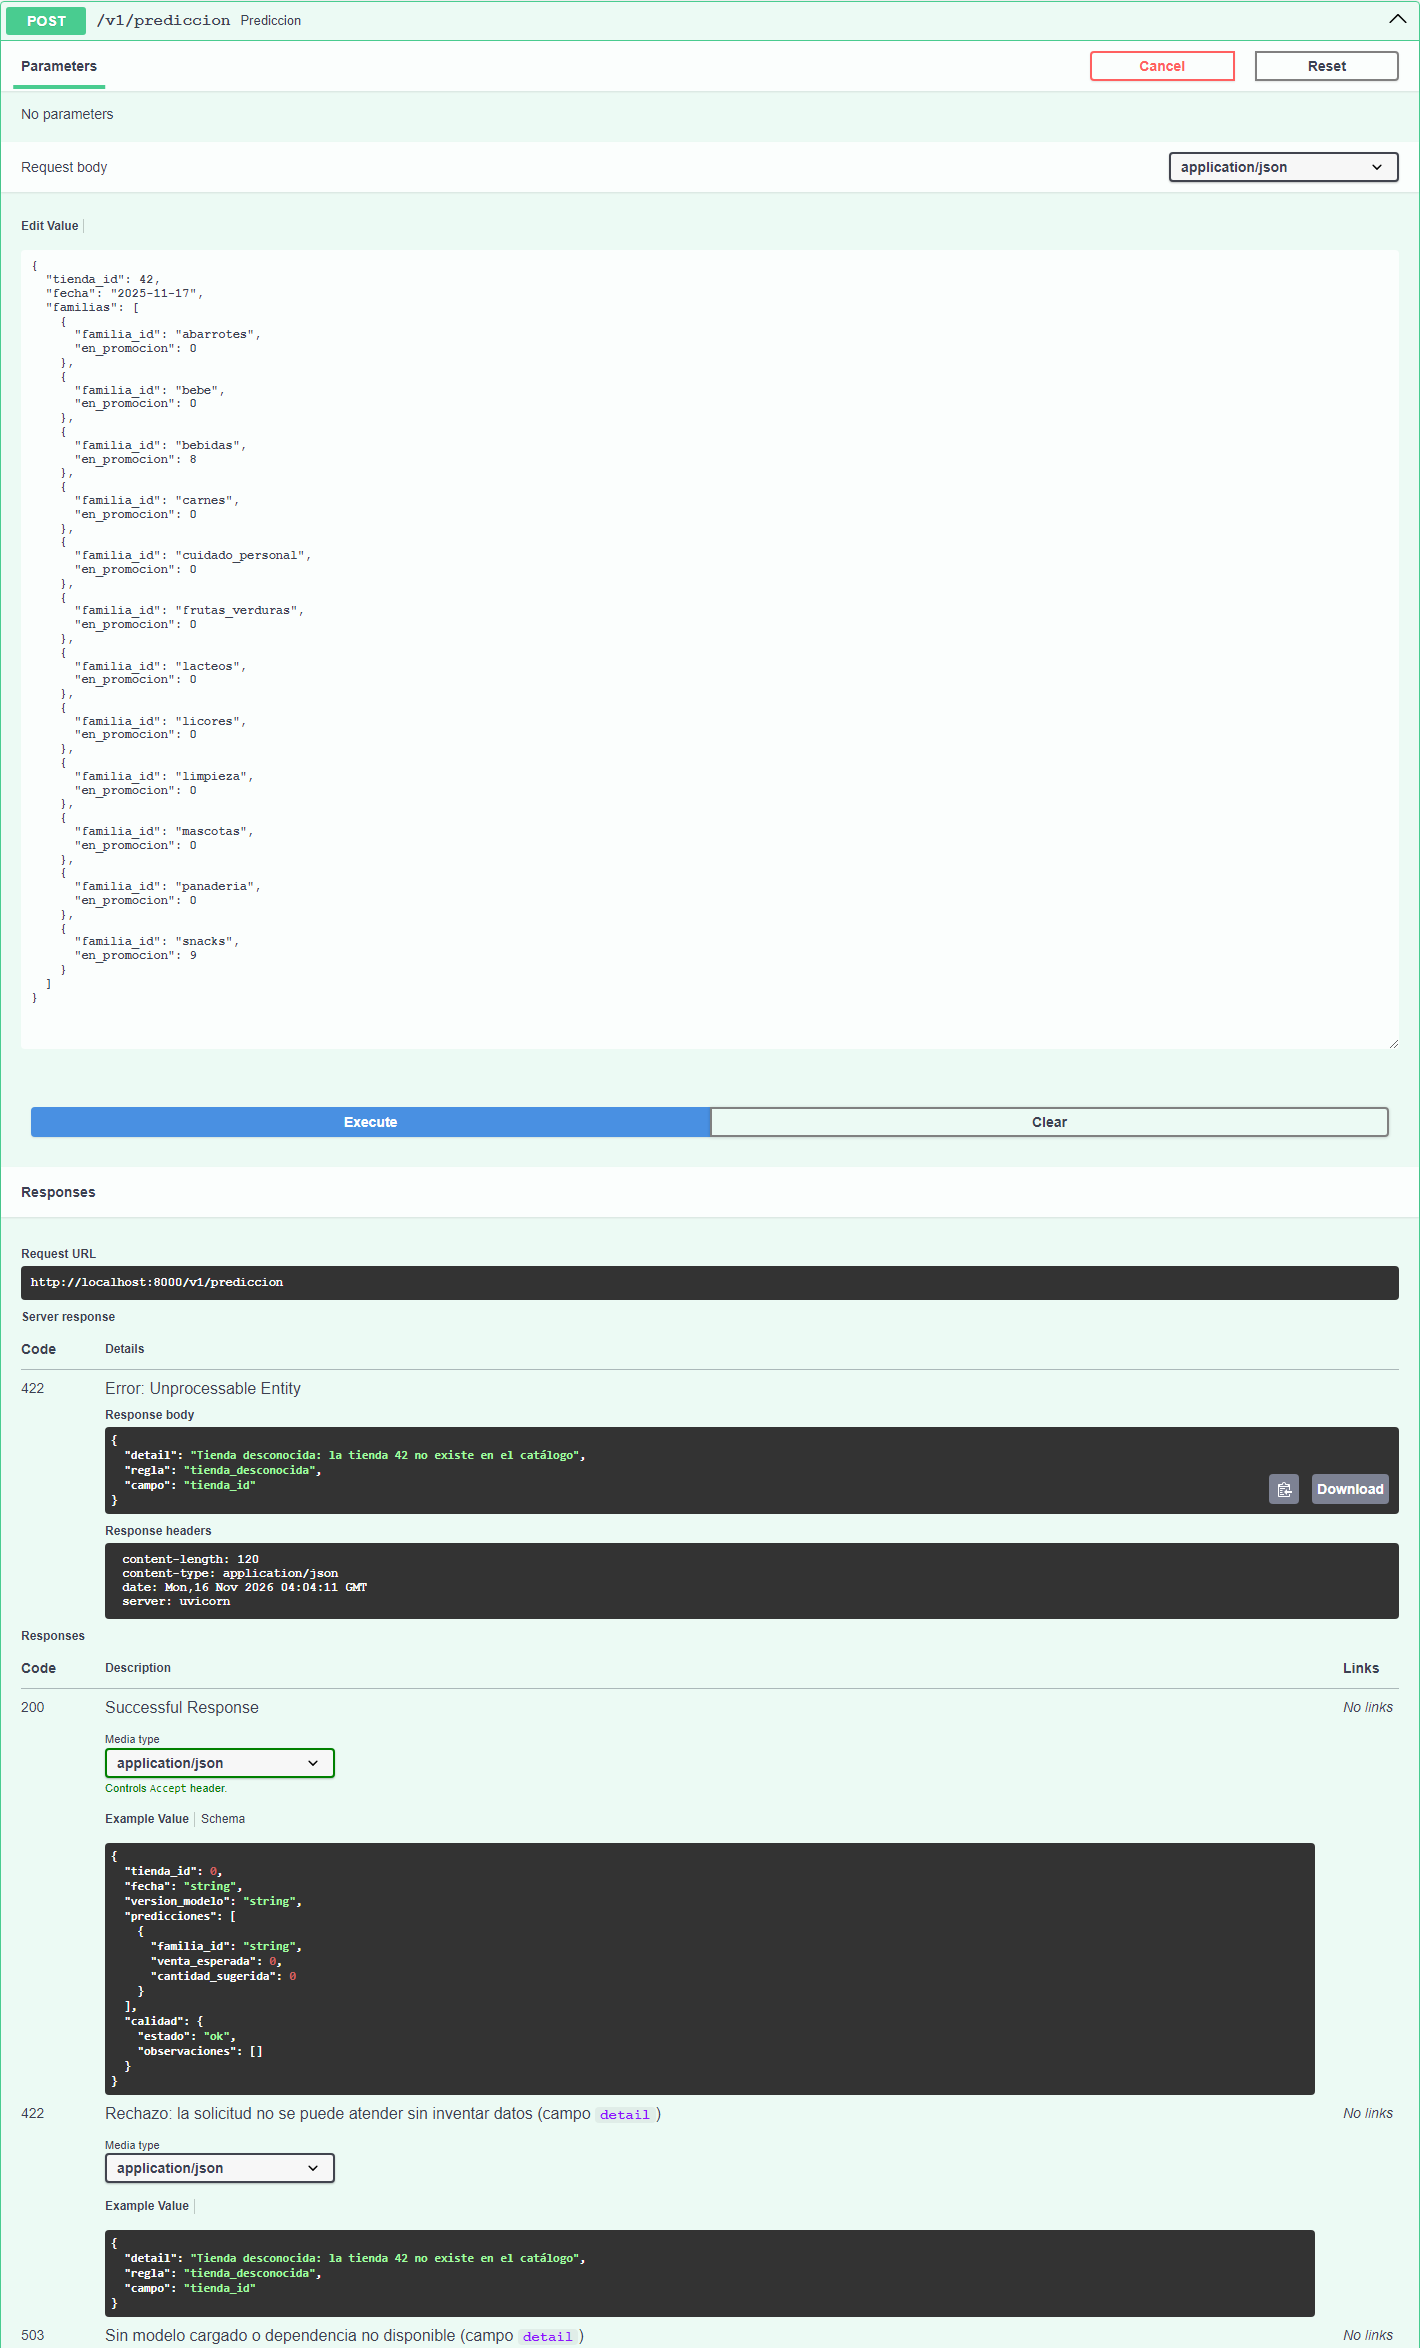 POST /v1/prediccion Prediccion
Parameters
Cancel
Reset
No parameters
Request body
application/json
Edit Value
{
  "tienda_id": 42,
  "fecha": "2025-11-17",
  "familias": [
    {
      "familia_id": "abarrotes",
      "en_promocion": 0
    },
    {
      "familia_id": "bebe",
      "en_promocion": 0
    },
    {
      "familia_id": "bebidas",
      "en_promocion": 8
    },
    {
      "familia_id": "carnes",
      "en_promocion": 0
    },
    {
      "familia_id": "cuidado_personal",
      "en_promocion": 0
    },
    {
      "familia_id": "frutas_verduras",
      "en_promocion": 0
    },
    {
      "familia_id": "lacteos",
      "en_promocion": 0
    },
    {
      "familia_id": "licores",
      "en_promocion": 0
    },
    {
      "familia_id": "limpieza",
      "en_promocion": 0
    },
    {
      "familia_id": "mascotas",
      "en_promocion": 0
    },
    {
      "familia_id": "panaderia",
      "en_promocion": 0
    },
    {
      "familia_id": "snacks",
      "en_promocion": 9
    }
  ]
}
Execute
Clear
Responses
Request URL
http://localhost:8000/v1/prediccion
Server response
Code Details
422 Error: Unprocessable Entity
Response body
{
  "detail": "Tienda desconocida: la tienda 42 no existe en el catálogo",
  "regla": "tienda_desconocida",
  "campo": "tienda_id"
}
Download
Response headers
content-length: 120
content-type: application/json
date: Mon,16 Nov 2026 04:04:11 GMT
server: uvicorn
Responses
Code Description Links
200 Successful Response No links
Media type
application/json
Controls Accept header.
Example Value Schema
{
  "tienda_id": 0,
  "fecha": "string",
  "version_modelo": "string",
  "predicciones": [
    {
      "familia_id": "string",
      "venta_esperada": 0,
      "cantidad_sugerida": 0
    }
  ],
  "calidad": {
    "estado": "ok",
    "observaciones": []
  }
}
422 Rechazo: la solicitud no se puede atender sin inventar datos (campo detail ) No links
Media type
application/json
Example Value
{
  "detail": "Tienda desconocida: la tienda 42 no existe en el catálogo",
  "regla": "tienda_desconocida",
  "campo": "tienda_id"
}
503 Sin modelo cargado o dependencia no disponible (campo detail ) No links